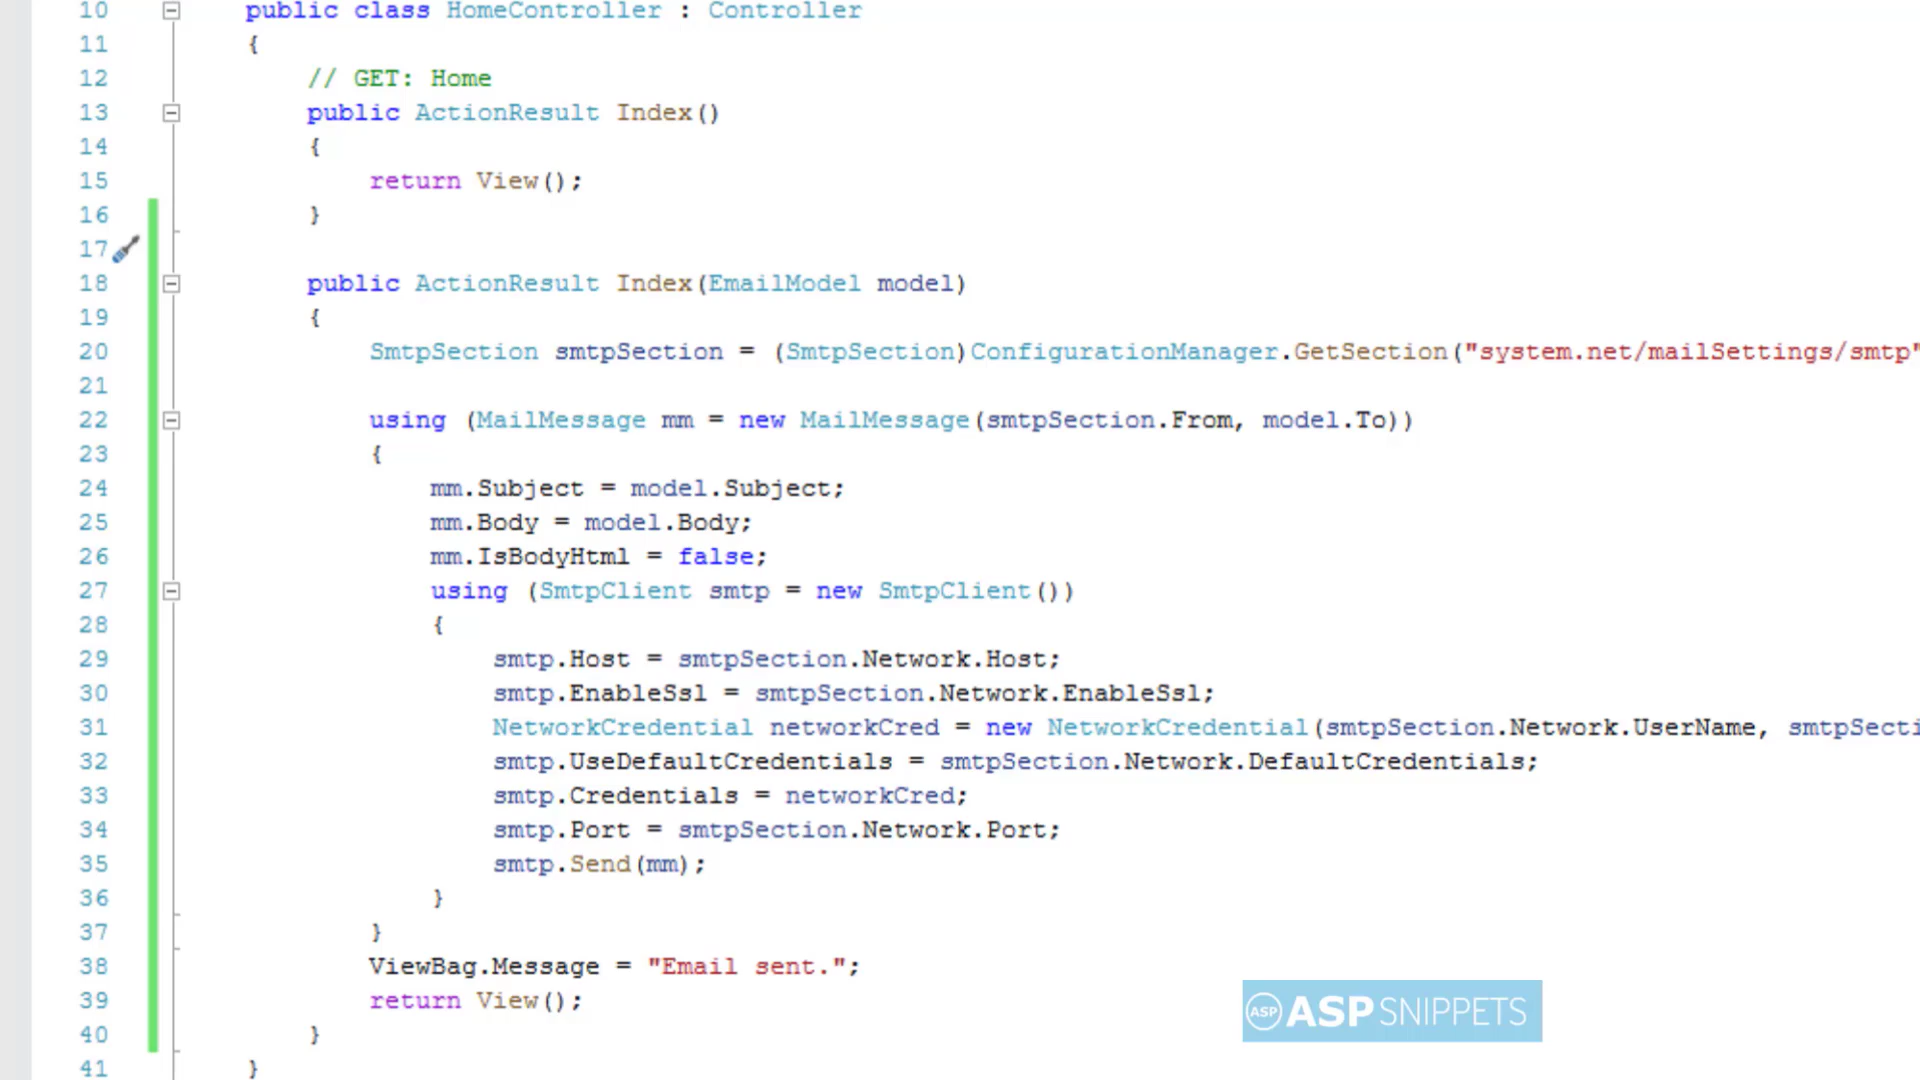 10 public class HomeController : Controller
11 {
12 // GET: Home
13 public ActionResult Index()
14 {
15 return View();
16 }
17
18 public ActionResult Index(EmailModel model)
19 {
20 SmtpSection smtpSection = (SmtpSection)ConfigurationManager.GetSection("system.net/mailSettings/smtp"
21
22 using (MailMessage mm = new MailMessage(smtpSection.From, model.To))
23 {
24 mm.Subject = model.Subject;
25 mm.Body = model.Body;
26 mm.IsBodyHtml = false;
27 using (SmtpClient smtp = new SmtpClient())
28 {
29 smtp.Host = smtpSection.Network.Host;
30 smtp.EnableSsl = smtpSection.Network.EnableSsl;
31 NetworkCredential networkCred = new NetworkCredential(smtpSection.Network.UserName, smtpSecti
32 smtp.UseDefaultCredentials = smtpSection.Network.DefaultCredentials;
33 smtp.Credentials = networkCred;
34 smtp.Port = smtpSection.Network.Port;
35 smtp.Send(mm);
36 }
37 }
38 ViewBag.Message = "Email sent.";
39 return View();
40 }
41 }
ASP ASPSNIPPETS